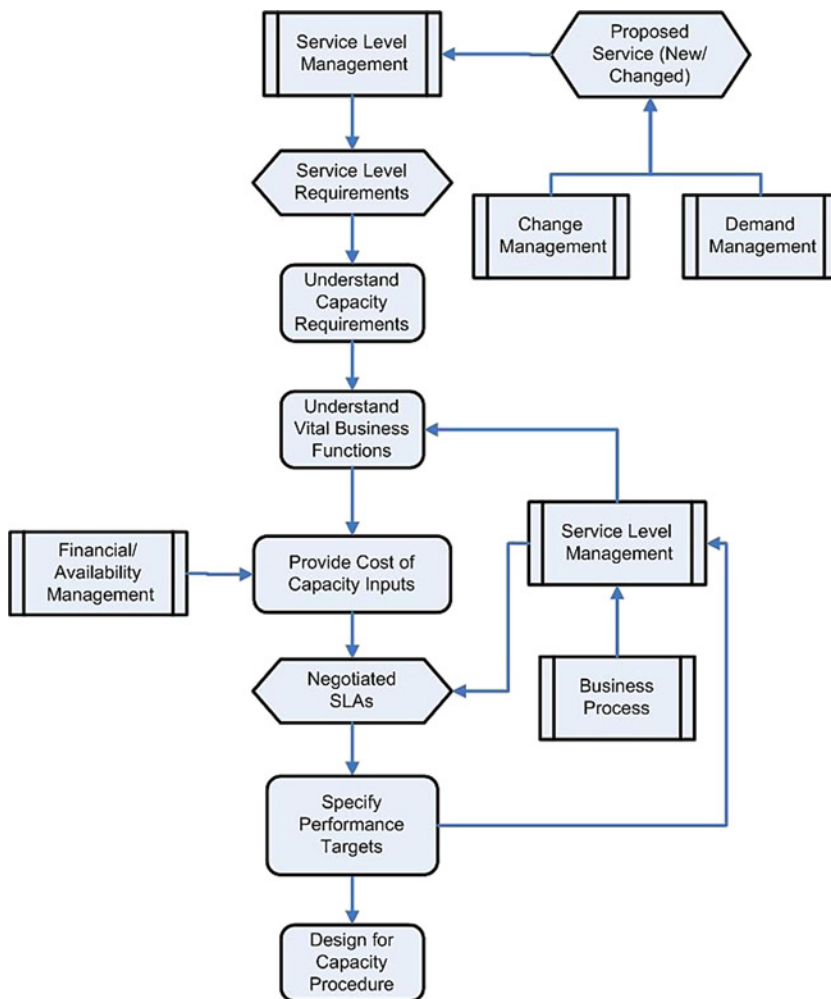 Service Level
Management
Proposed
Service (New/
Changed)
Service Level
Requirements
Change
Management
Demand
Management
Understand
Capacity
Requirements
Understand
Vital Business
Functions
Financial/
Availability
Management
Provide Cost of
Capacity Inputs
Service Level
Management
Negotiated
SLAs
Business
Process
Specify
Performance
Targets
Design for
Capacity
Procedure